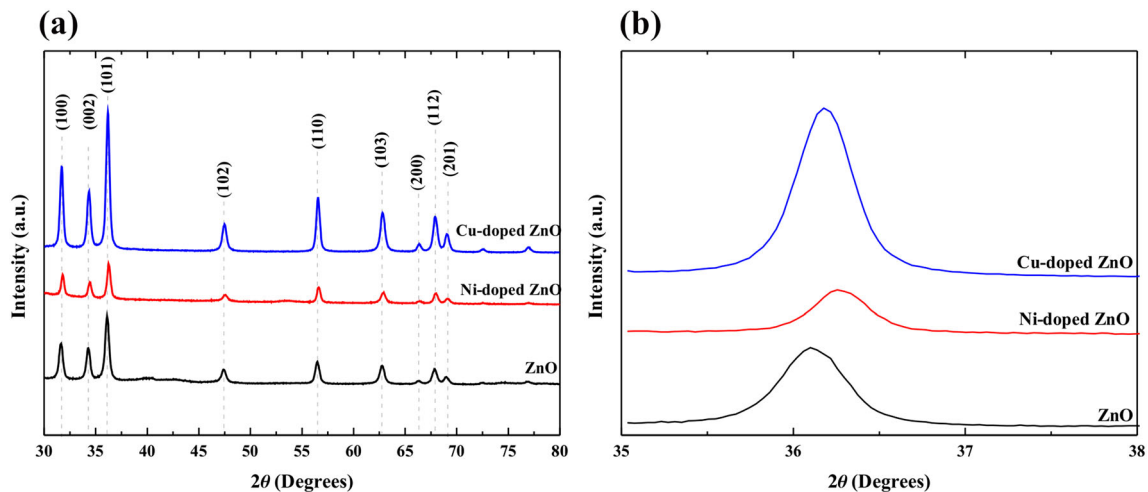 (a)
(100)
(002)
(101)
(102)
(110)
(103)
(200)
(112)
(201)
Cu-doped ZnO
Ni-doped ZnO
ZnO
Intensity (a.u.)
30 35 40 45 50 55 60 65 70 75 80
2θ (Degrees)
(b)
Cu-doped ZnO
Ni-doped ZnO
ZnO
Intensity (a.u.)
35 36 37 38
2θ (Degrees)